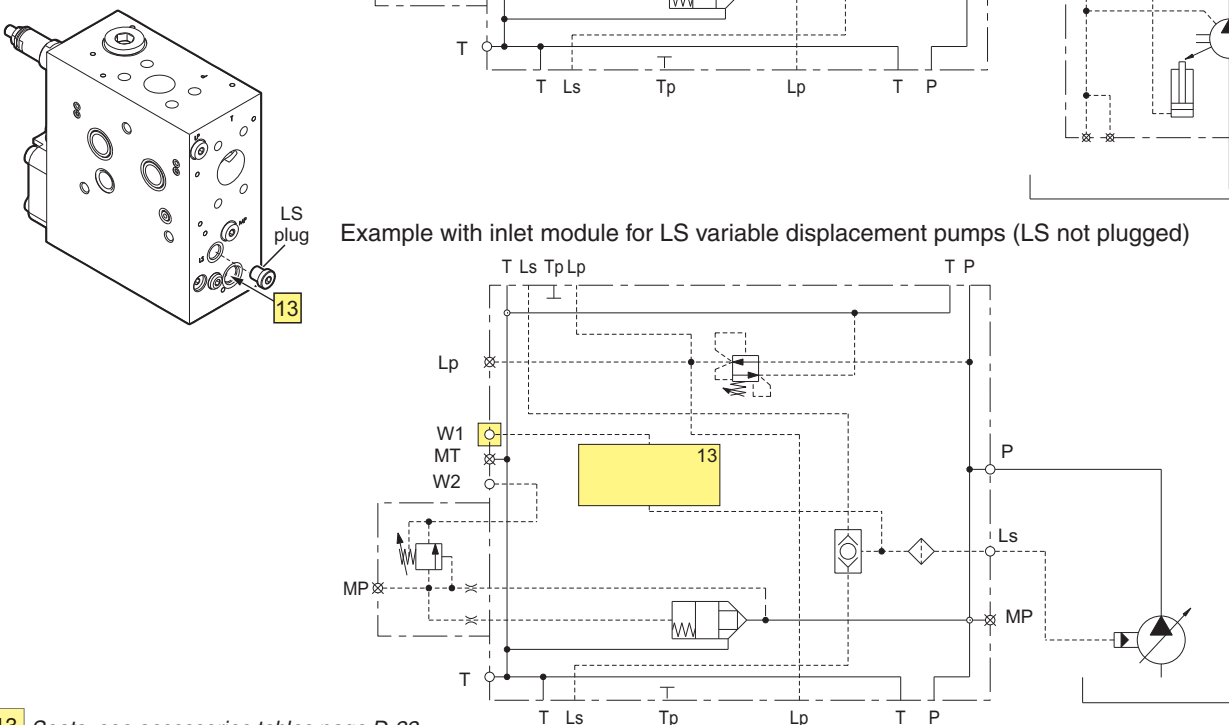 T
T Ls Tp Lp T P
LS
plug
13
Example with inlet module for LS variable displacement pumps (LS not plugged)
T Ls Tp Lp T P
Lp
W1
13
MT
P
W2
Ls
MP
MP
T
T Ls Tp Lp T P